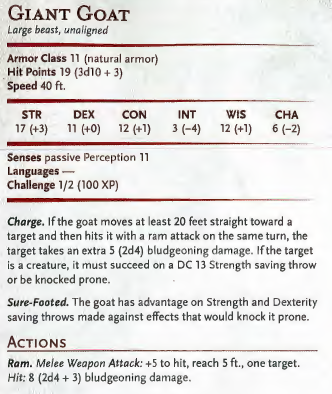 GIANT GOAT
Large beast, unaligned
Armor Class 11 (natural armor)
Hit Points 19 (3d10 + 3)
Speed 40 ft.
STR DEX CON INT WIS CHA
17 (+3) 11 (+0) 12 (+1) 3 (−4) 12 (+1) 6 (−2)
Senses passive Perception 11
Languages —
Challenge 1/2 (100 XP)
Charge. If the goat moves at least 20 feet straight toward a
target and then hits it with a ram attack on the same turn, the
target takes an extra 5 (2d4) bludgeoning damage. If the target
is a creature, it must succeed on a DC 13 Strength saving throw
or be knocked prone.
Sure-Footed. The goat has advantage on Strength and Dexterity
saving throws made against effects that would knock it prone.
ACTIONS
Ram. Melee Weapon Attack: +5 to hit, reach 5 ft., one target.
Hit: 8 (2d4 + 3) bludgeoning damage.